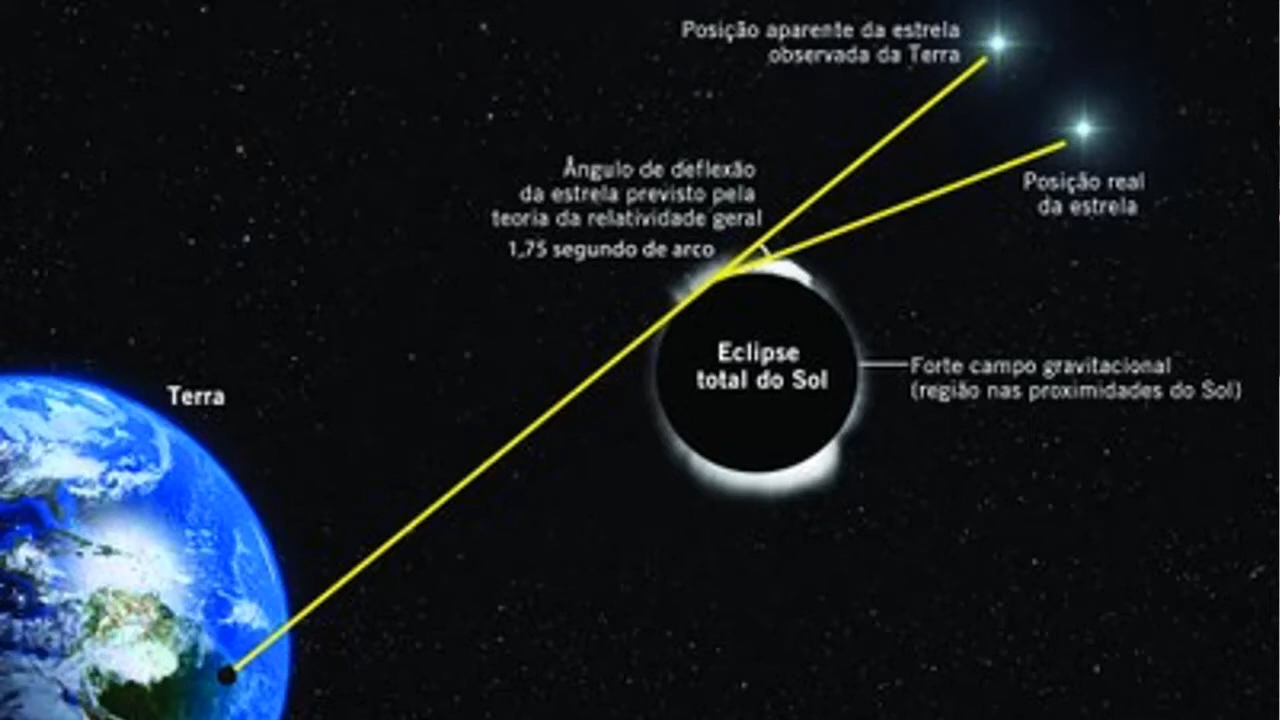 Posição aparente da estrela
observada da Terra
Ângulo de deflexão
da estrela previsto pela
teoria da relatividade geral
1,75 segundo de arco
Posição real
da estrela
Eclipse
total do Sol
Forte campo gravitacional
(região nas proximidades do Sol)
Terra